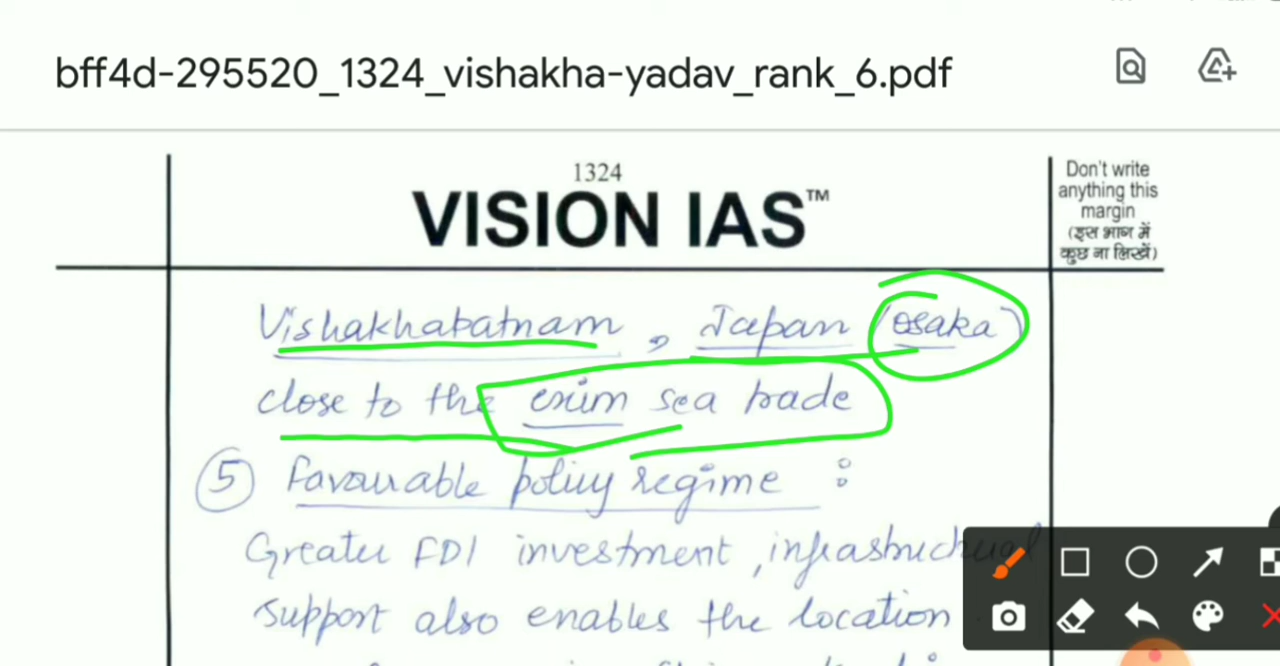 bff4d-295520_1324_vishakha-yadav_rank_6.pdf
1324
VISION IAS™
Don't write
anything this
margin
(इस भाग में
कुछ ना लिखें)
Vishakhapatnam, Japan (osaka)
close to the exim sea trade
⑤ Favourable policy regime :
Greater FDI investment, infrastructural
support also enables the location